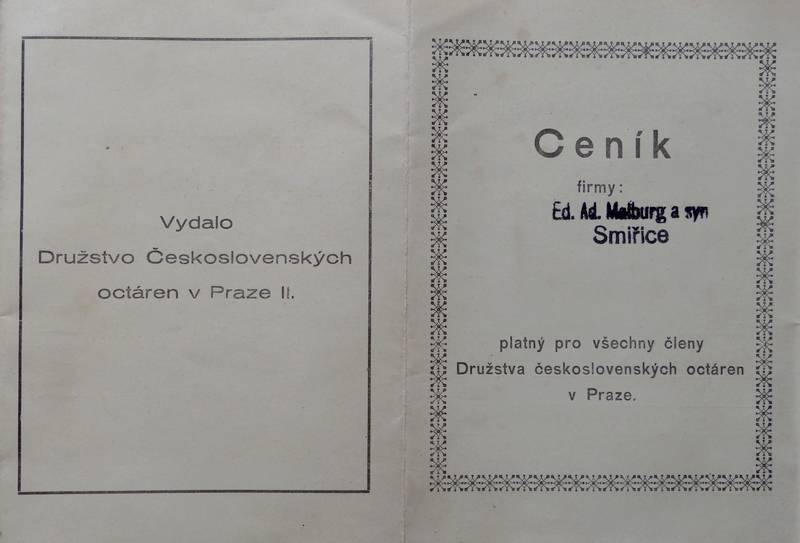 Vydalo
Družstvo Československých
octáren v Praze II.
Ceník
firmy:
Ed. Ad. Malburg a syn
Smiřice
platný pro všechny členy
Družstva československých octáren
v Praze.